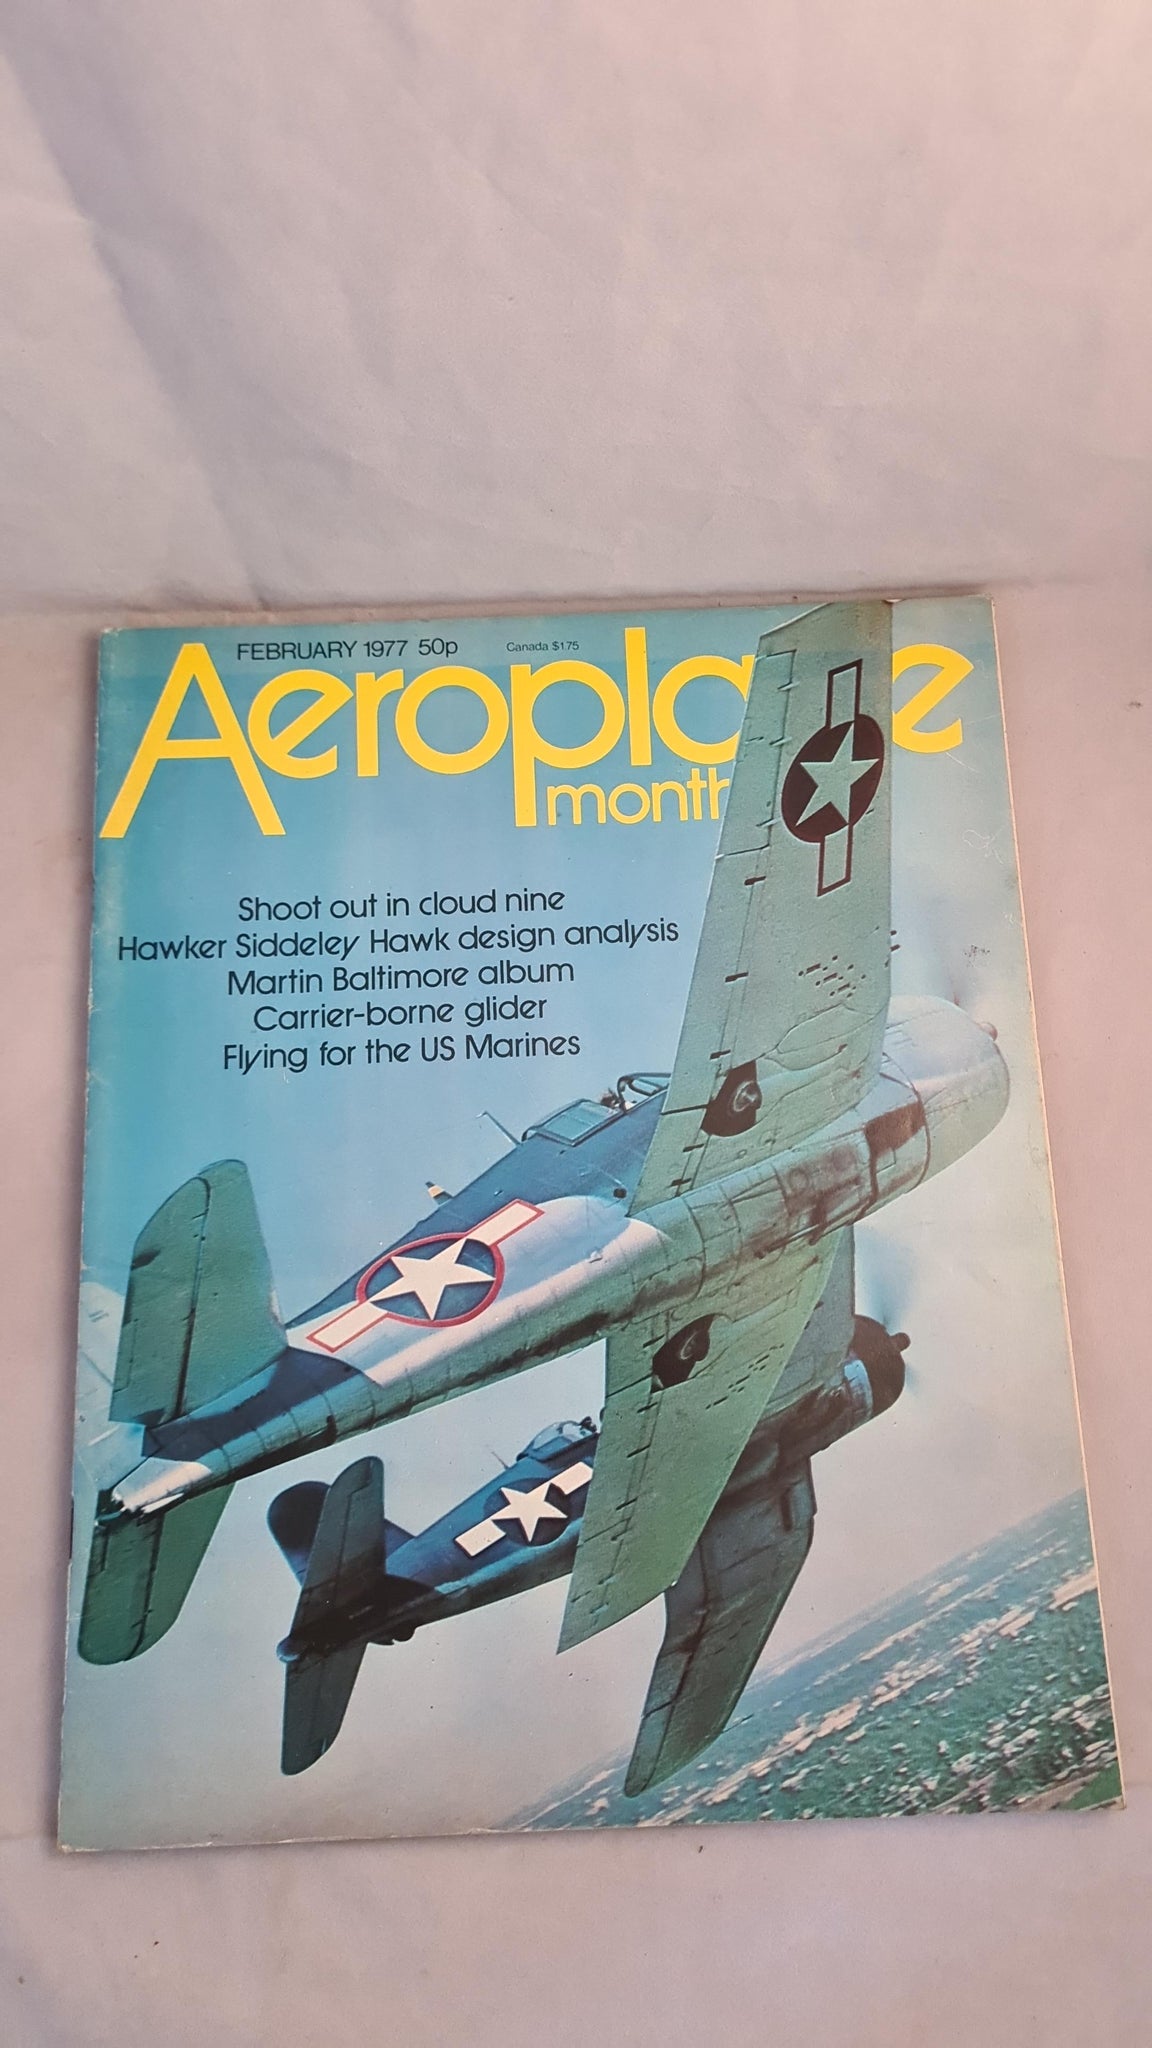 FEBRUARY 1977 50p Canada $1.75
Aeroplane
month
Shoot out in cloud nine
Hawker Siddeley Hawk design analysis
Martin Baltimore album
Carrier-borne glider
Flying for the US Marines